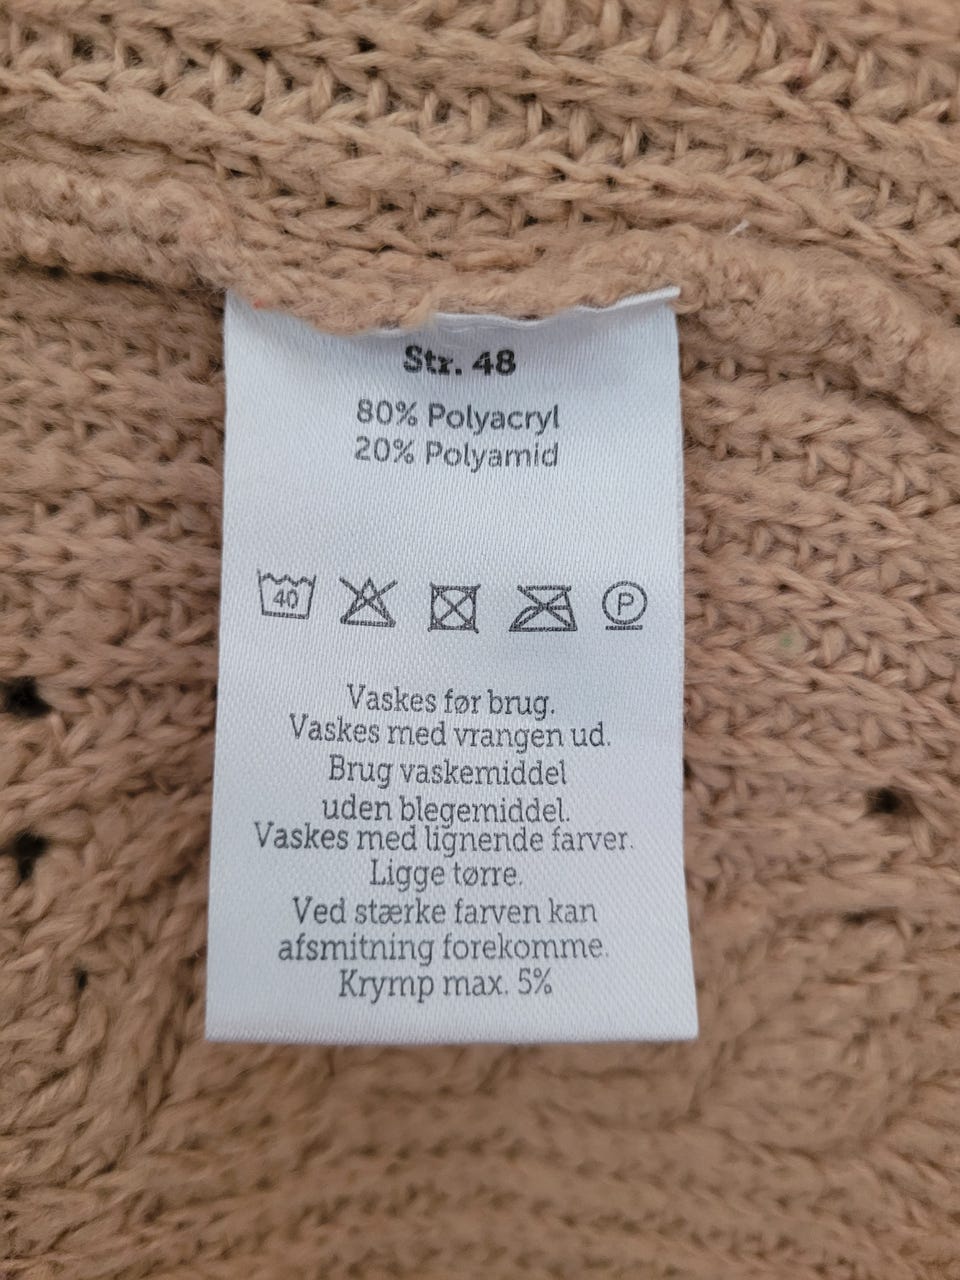 Str. 48
80% Polyacryl
20% Polyamid
40 P
Vaskes før brug.
Vaskes med vrangen ud.
Brug vaskemiddel
uden blegemiddel.
Vaskes med lignende farver.
Ligge tørre.
Ved stærke farven kan
afsmitning forekomme.
Krymp max. 5%